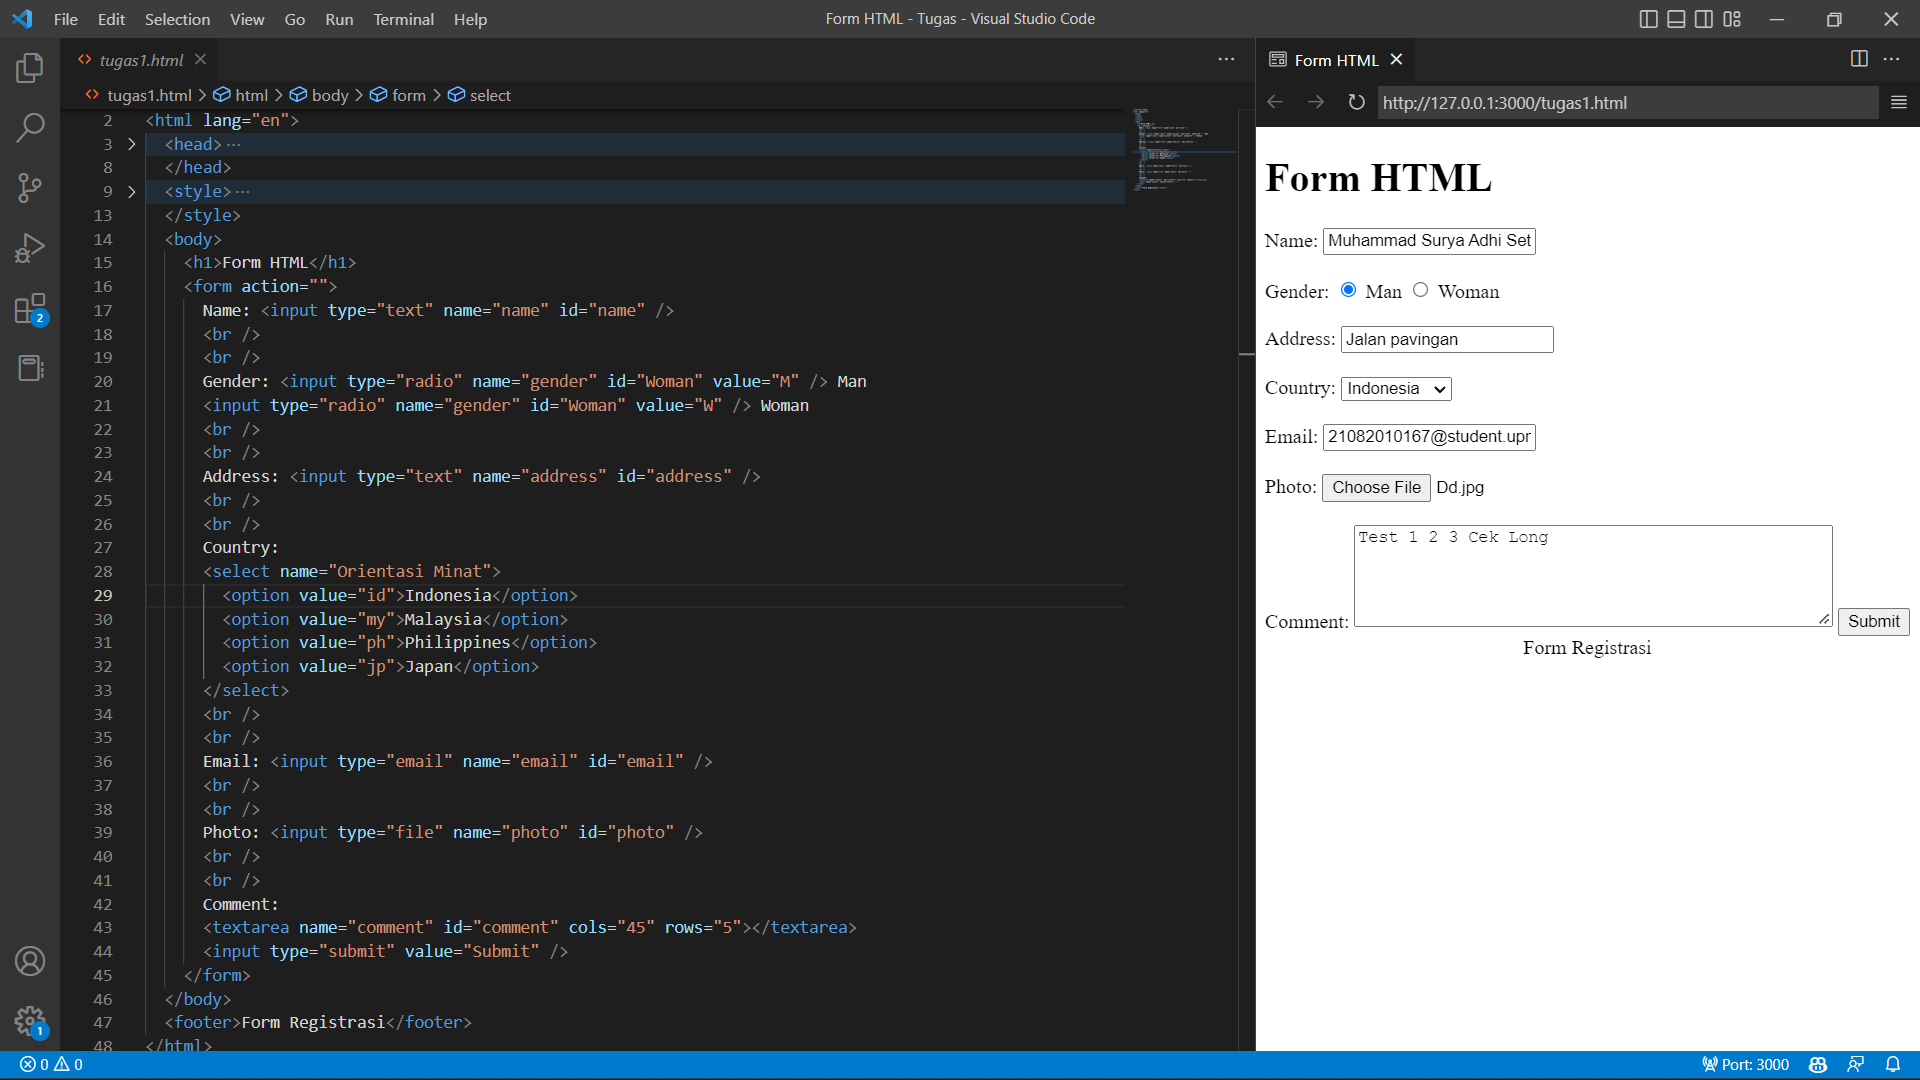 File Edit Selection View Go Run Terminal Help
Form HTML - Tugas - Visual Studio Code
tugas1.html
tugas1.html > html > body > form > select
2 <html lang="en">
3 <head>…
8 </head>
9 <style>…
13 </style>
14 <body>
15 <h1>Form HTML</h1>
16 <form action="">
17 Name: <input type="text" name="name" id="name" />
18 <br />
19 <br />
20 Gender: <input type="radio" name="gender" id="Woman" value="M" /> Man
21 <input type="radio" name="gender" id="Woman" value="W" /> Woman
22 <br />
23 <br />
24 Address: <input type="text" name="address" id="address" />
25 <br />
26 <br />
27 Country:
28 <select name="Orientasi Minat">
29 <option value="id">Indonesia</option>
30 <option value="my">Malaysia</option>
31 <option value="ph">Philippines</option>
32 <option value="jp">Japan</option>
33 </select>
34 <br />
35 <br />
36 Email: <input type="email" name="email" id="email" />
37 <br />
38 <br />
39 Photo: <input type="file" name="photo" id="photo" />
40 <br />
41 <br />
42 Comment:
43 <textarea name="comment" id="comment" cols="45" rows="5"></textarea>
44 <input type="submit" value="Submit" />
45 </form>
46 </body>
47 <footer>Form Registrasi</footer>
48 </html>
Form HTML
http://127.0.0.1:3000/tugas1.html
Form HTML
Name: Muhammad Surya Adhi Set
Gender: Man Woman
Address: Jalan pavingan
Country: Indonesia
Email: 21082010167@student.upr
Photo: Choose File Dd.jpg
Test 1 2 3 Cek Long
Comment: Submit
Form Registrasi
2
1
0 0
Port: 3000